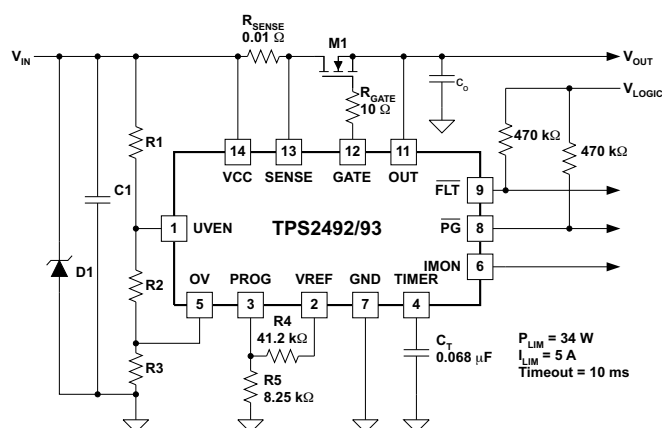 R_SENSE
0.01 Ω
M1
V_IN
V_OUT
C_O
R_GATE
10 Ω
V_LOGIC
470 kΩ
470 kΩ
R1
14
13
12
11
VCC
SENSE
GATE
OUT
C1
FLT
9
1
UVEN
TPS2492/93
PG
8
D1
R2
IMON
6
OV
PROG
VREF
GND
TIMER
5
3
2
7
4
R4
41.2 kΩ
R3
R5
8.25 kΩ
C_T
0.068 µF
P_LIM = 34 W
I_LIM = 5 A
Timeout = 10 ms